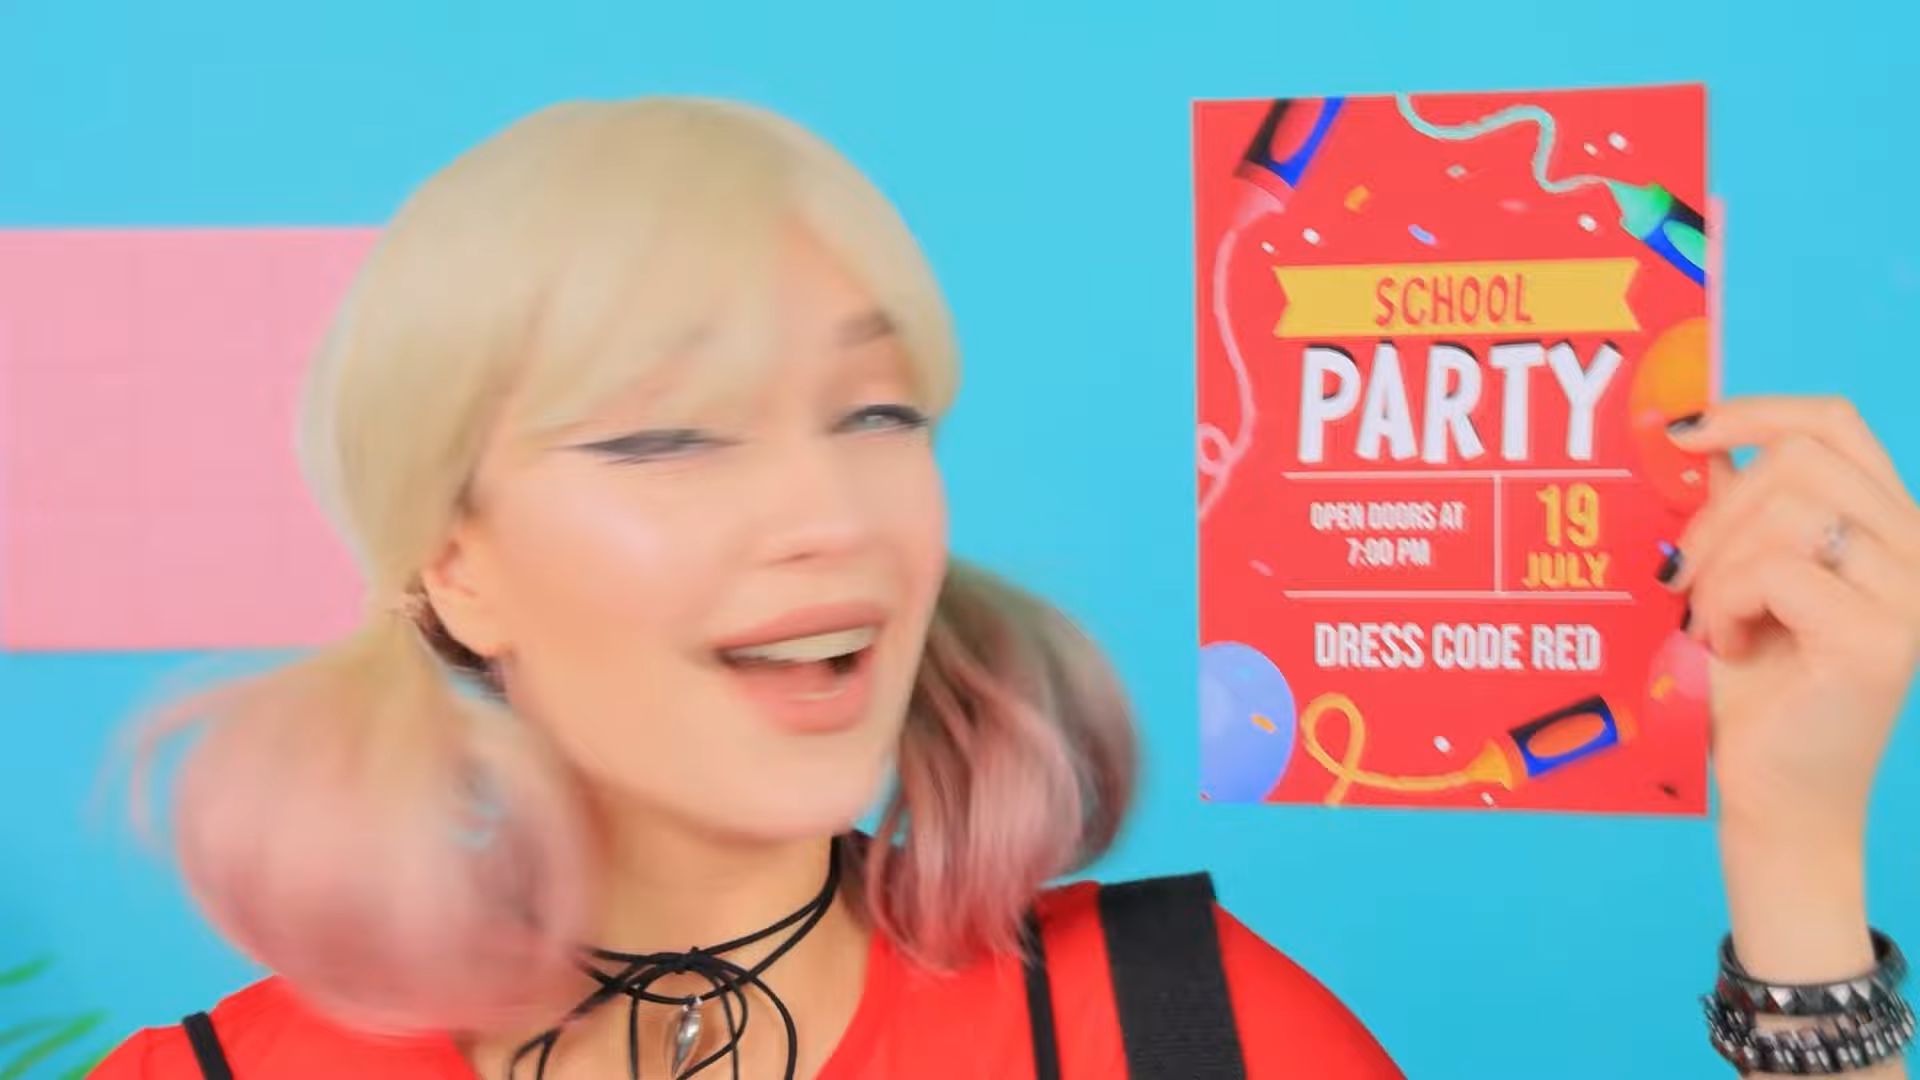 SCHOOL
PARTY
OPEN DOORS AT
7:00 PM
19
JULY
DRESS CODE RED